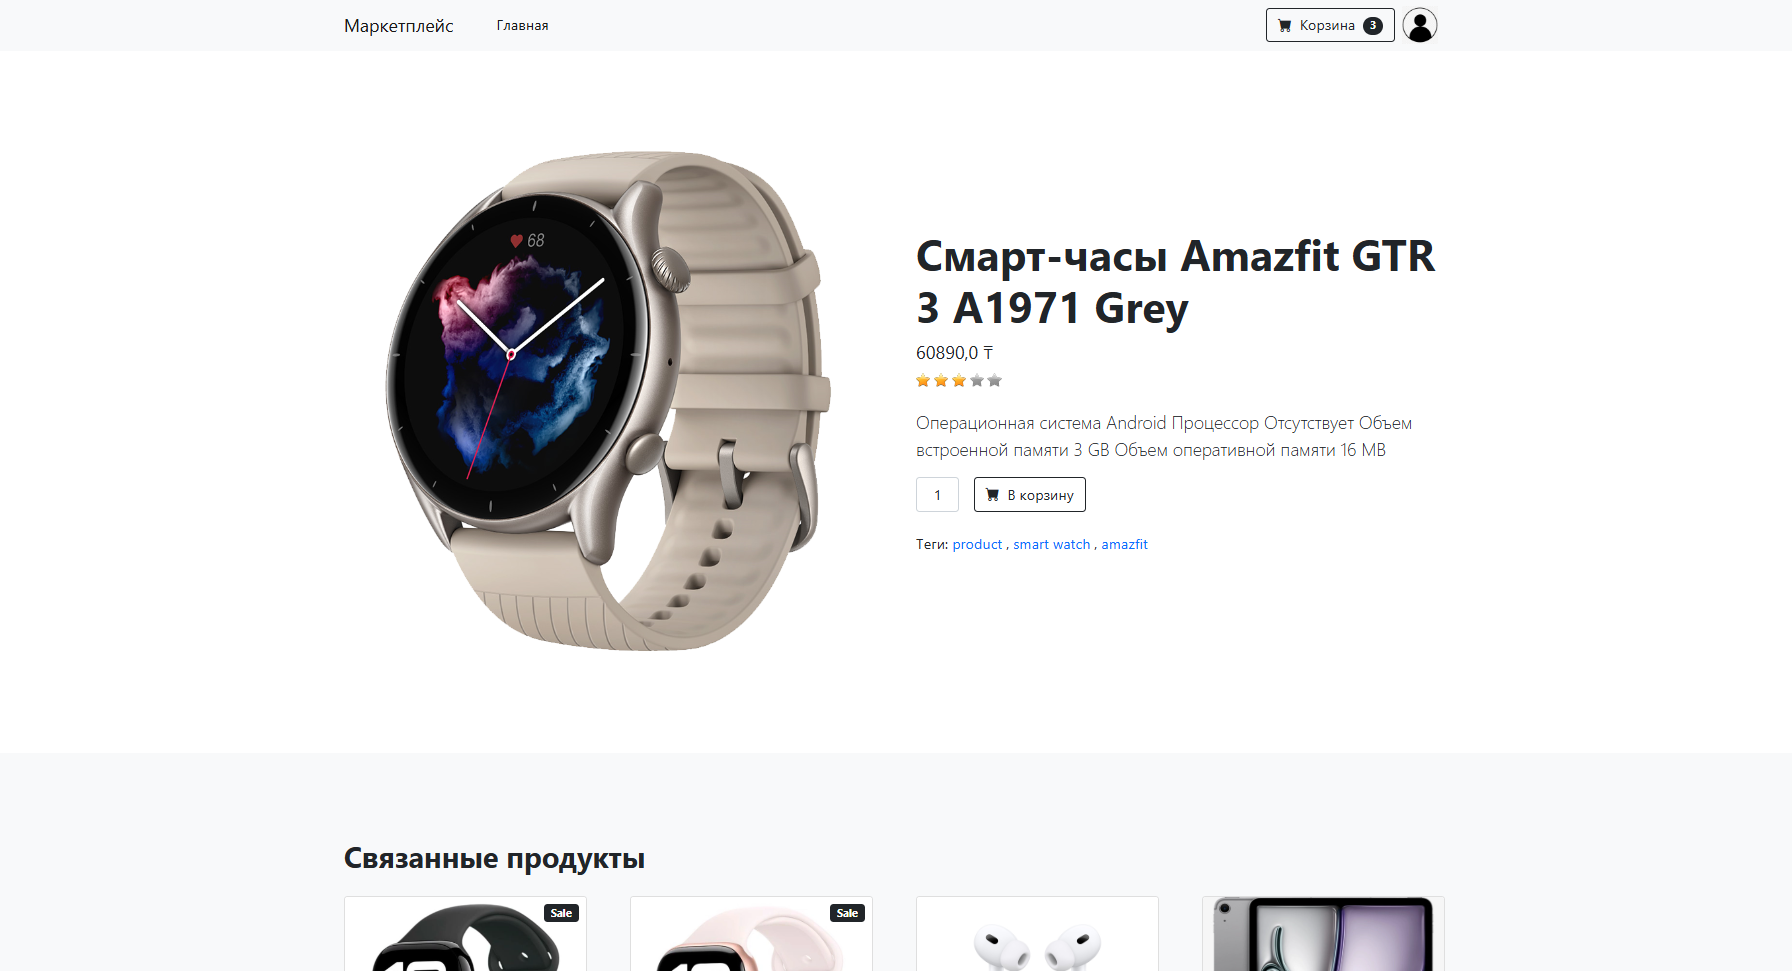 Маркетплейс
Главная
Корзина 3
68
Смарт-часы Amazfit GTR
3 A1971 Grey
60890,0 ₸
Операционная система Android Процессор Отсутствует Объем
встроенной памяти 3 GB Объем оперативной памяти 16 MB
1
В корзину
Теги: product , smart watch , amazfit
Связанные продукты
Sale
Sale